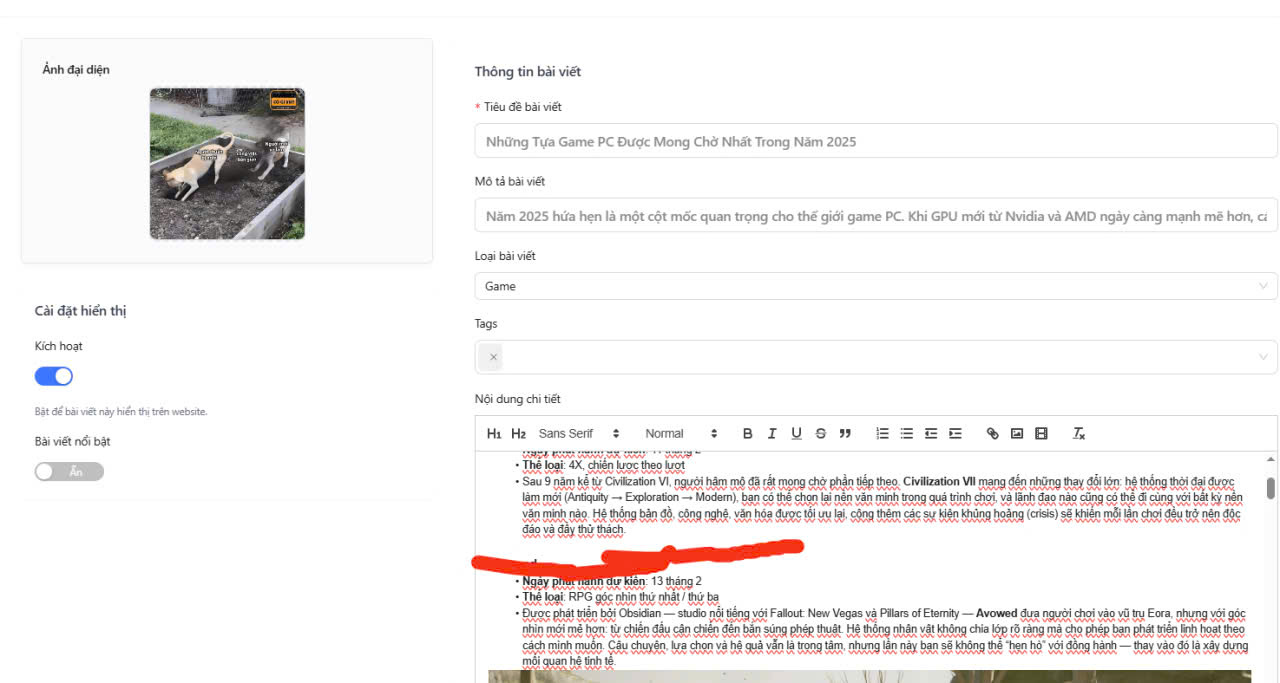 Ảnh đại diện
Cài đặt hiển thị
Kích hoạt
Bật để bài viết này hiển thị trên website.
Bài viết nổi bật
Ẩn
Thông tin bài viết
* Tiêu đề bài viết
Những Tựa Game PC Được Mong Chờ Nhất Trong Năm 2025
Mô tả bài viết
Năm 2025 hứa hẹn là một cột mốc quan trọng cho thế giới game PC. Khi GPU mới từ Nvidia và AMD ngày càng mạnh mẽ hơn, cá
Loại bài viết
Game
Tags
×
Nội dung chi tiết
H1 H2 Sans Serif Normal B I U S
• Thể loại: 4X, chiến lược theo lượt
• Sau 9 năm kể từ Civilization VI, người hâm mộ đã rất mong chờ phần tiếp theo. Civilization VII mang đến những thay đổi lớn: hệ thống thời đại được
làm mới (Antiquity → Exploration → Modern), bạn có thể chọn lại nền văn minh trong quá trình chơi, và lãnh đạo nào cũng có thể đi cùng với bất kỳ nền
văn minh nào. Hệ thống bản đồ, công nghệ, văn hóa được tối ưu lại, cộng thêm các sự kiện khủng hoảng (crisis) sẽ khiến mỗi lần chơi đều trở nên độc
đáo và đầy thử thách.
• Ngày phát hành dự kiến: 13 tháng 2
• Thể loại: RPG góc nhìn thứ nhất / thứ ba
• Được phát triển bởi Obsidian — studio nổi tiếng với Fallout: New Vegas và Pillars of Eternity — Avowed đưa người chơi vào vũ trụ Eora, nhưng với góc
nhìn mới mẻ hơn: từ chiến đấu cận chiến đến bắn súng phép thuật. Hệ thống nhân vật không chia lớp rõ ràng mà cho phép bạn phát triển linh hoạt theo
cách mình muốn. Câu chuyện, lựa chọn và hệ quả vẫn là trọng tâm, nhưng lần này bạn sẽ không thể "hẹn hò" với đồng hành — thay vào đó là xây dựng
mối quan hệ tinh tế.